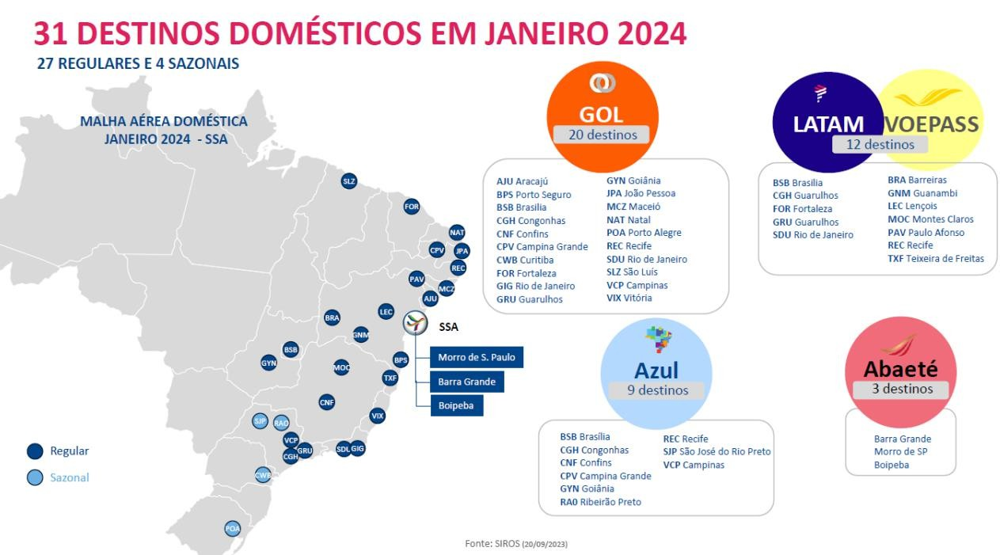 31 DESTINOS DOMÉSTICOS EM JANEIRO 2024
27 REGULARES E 4 SAZONAIS
MALHA AÉREA DOMÉSTICA
JANEIRO 2024 - SSA
SLZ
FOR
NAT
CPV
JPA
REC
PAV
MCZ
AJU
LEC
BRA
GNM
SSA
BSB
GYN
MOC
BPS
TXF
CNF
VIX
SJP
RAO
VCP
GRU
CGH
SDU
GIG
CWB
POA
Morro de S. Paulo
Barra Grande
Boipeba
Regular
Sazonal
GOL
20 destinos
AJU Aracajú
BPS Porto Seguro
BSB Brasilia
CGH Congonhas
CNF Confins
CPV Campina Grande
CWB Curitiba
FOR Fortaleza
GIG Rio de Janeiro
GRU Guarulhos
GYN Goiânia
JPA João Pessoa
MCZ Maceió
NAT Natal
POA Porto Alegre
REC Recife
SDU Rio de Janeiro
SLZ São Luís
VCP Campinas
VIX Vitória
LATAM
VOEPASS
12 destinos
BSB Brasilia
CGH Guarulhos
FOR Fortaleza
GRU Guarulhos
SDU Rio de Janeiro
BRA Barreiras
GNM Guanambi
LEC Lençois
MOC Montes Claros
PAV Paulo Afonso
REC Recife
TXF Teixeira de Freitas
Azul
9 destinos
BSB Brasília
CGH Congonhas
CNF Confins
CPV Campina Grande
GYN Goiânia
RA0 Ribeirão Preto
REC Recife
SJP São José do Rio Preto
VCP Campinas
Abaeté
3 destinos
Barra Grande
Morro de SP
Boipeba
Fonte: SIROS (20/09/2023)